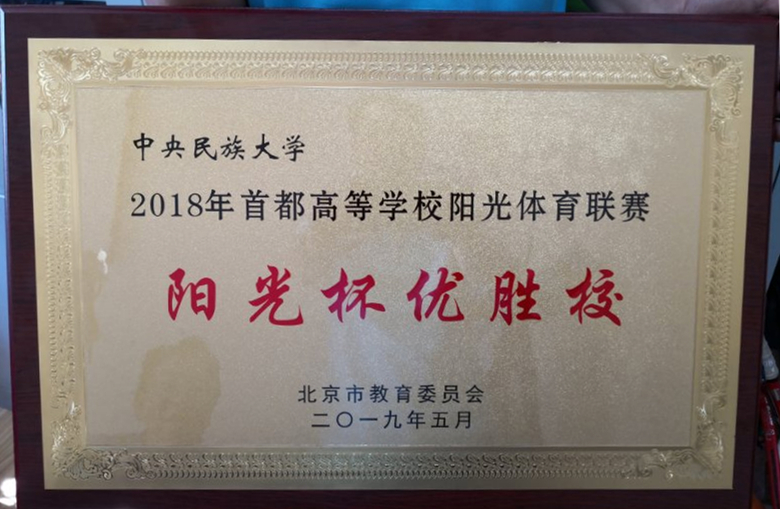 中央民族大学
2018年首都高等学校阳光体育联赛
阳光杯优胜校
北京市教育委员会
二〇一九年五月